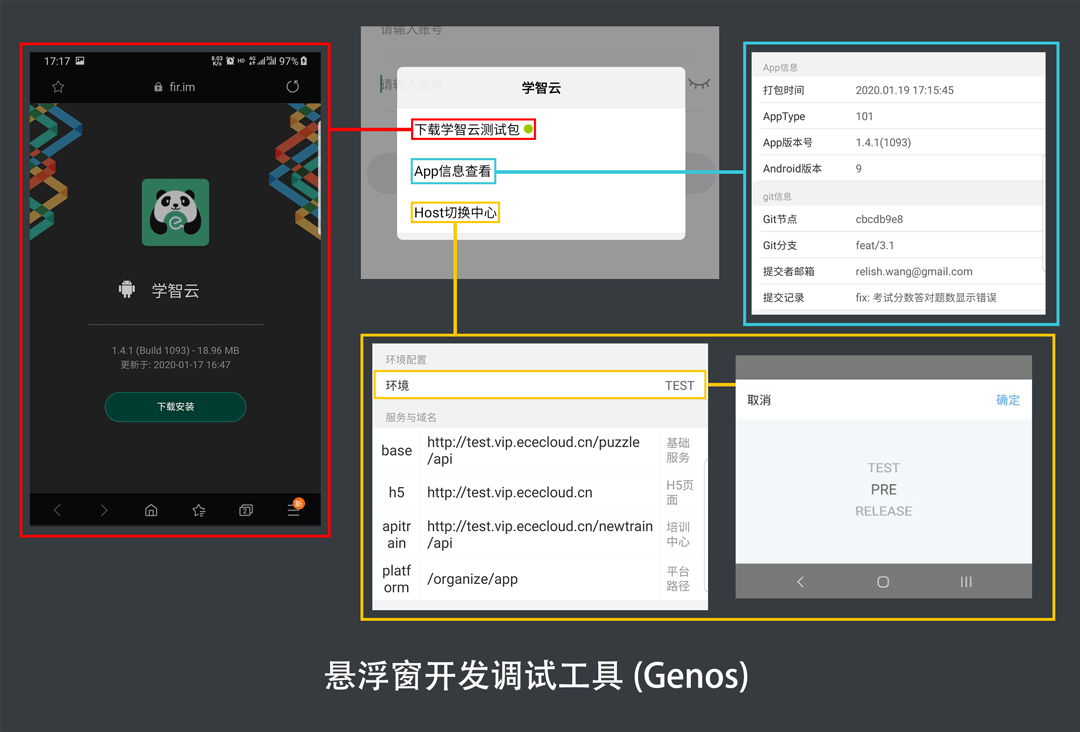 17:17
8.03 K/s HD 4G 3G 97%
fir.im
学智云
1.4.1 (Build 1093) - 18.96 MB
更新于: 2020-01-17 16:47
下载安装
2
新
请输入账号
请输入密码
学智云
下载学智云测试包
App信息查看
Host切换中心
App信息
打包时间 2020.01.19 17:15:45
AppType 101
App版本号 1.4.1(1093)
Android版本 9
git信息
Git节点 cbcdb9e8
Git分支 feat/3.1
提交者邮箱 relish.wang@gmail.com
提交记录 fix: 考试分数答对题数显示错误
环境配置
环境 TEST
服务与域名
base http://test.vip.ececloud.cn/puzzle/api 基础服务
h5 http://test.vip.ececloud.cn H5页面
apitrain http://test.vip.ececloud.cn/newtrain/api 培训中心
platform /organize/app 平台路径
取消 确定
TEST
PRE
RELEASE
悬浮窗开发调试工具 (Genos)